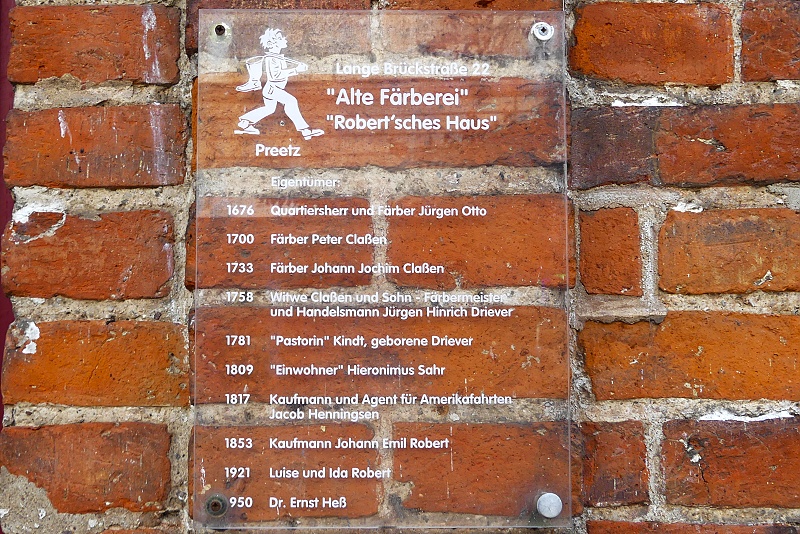 Lange Brückstraße 22
"Alte Färberei"
"Robert'sches Haus"
Preetz
Eigentümer:
1676 Quartiersherr und Färber Jürgen Otto
1700 Färber Peter Claßen
1733 Färber Johann Jochim Claßen
1758 Witwe Claßen und Sohn - Färbermeister
und Handelsmann Jürgen Hinrich Driever
1781 "Pastorin" Kindt, geborene Driever
1809 "Einwohner" Hieronimus Sahr
1817 Kaufmann und Agent für Amerikafahrten
Jacob Henningsen
1853 Kaufmann Johann Emil Robert
1921 Luise und Ida Robert
950 Dr. Ernst Heß